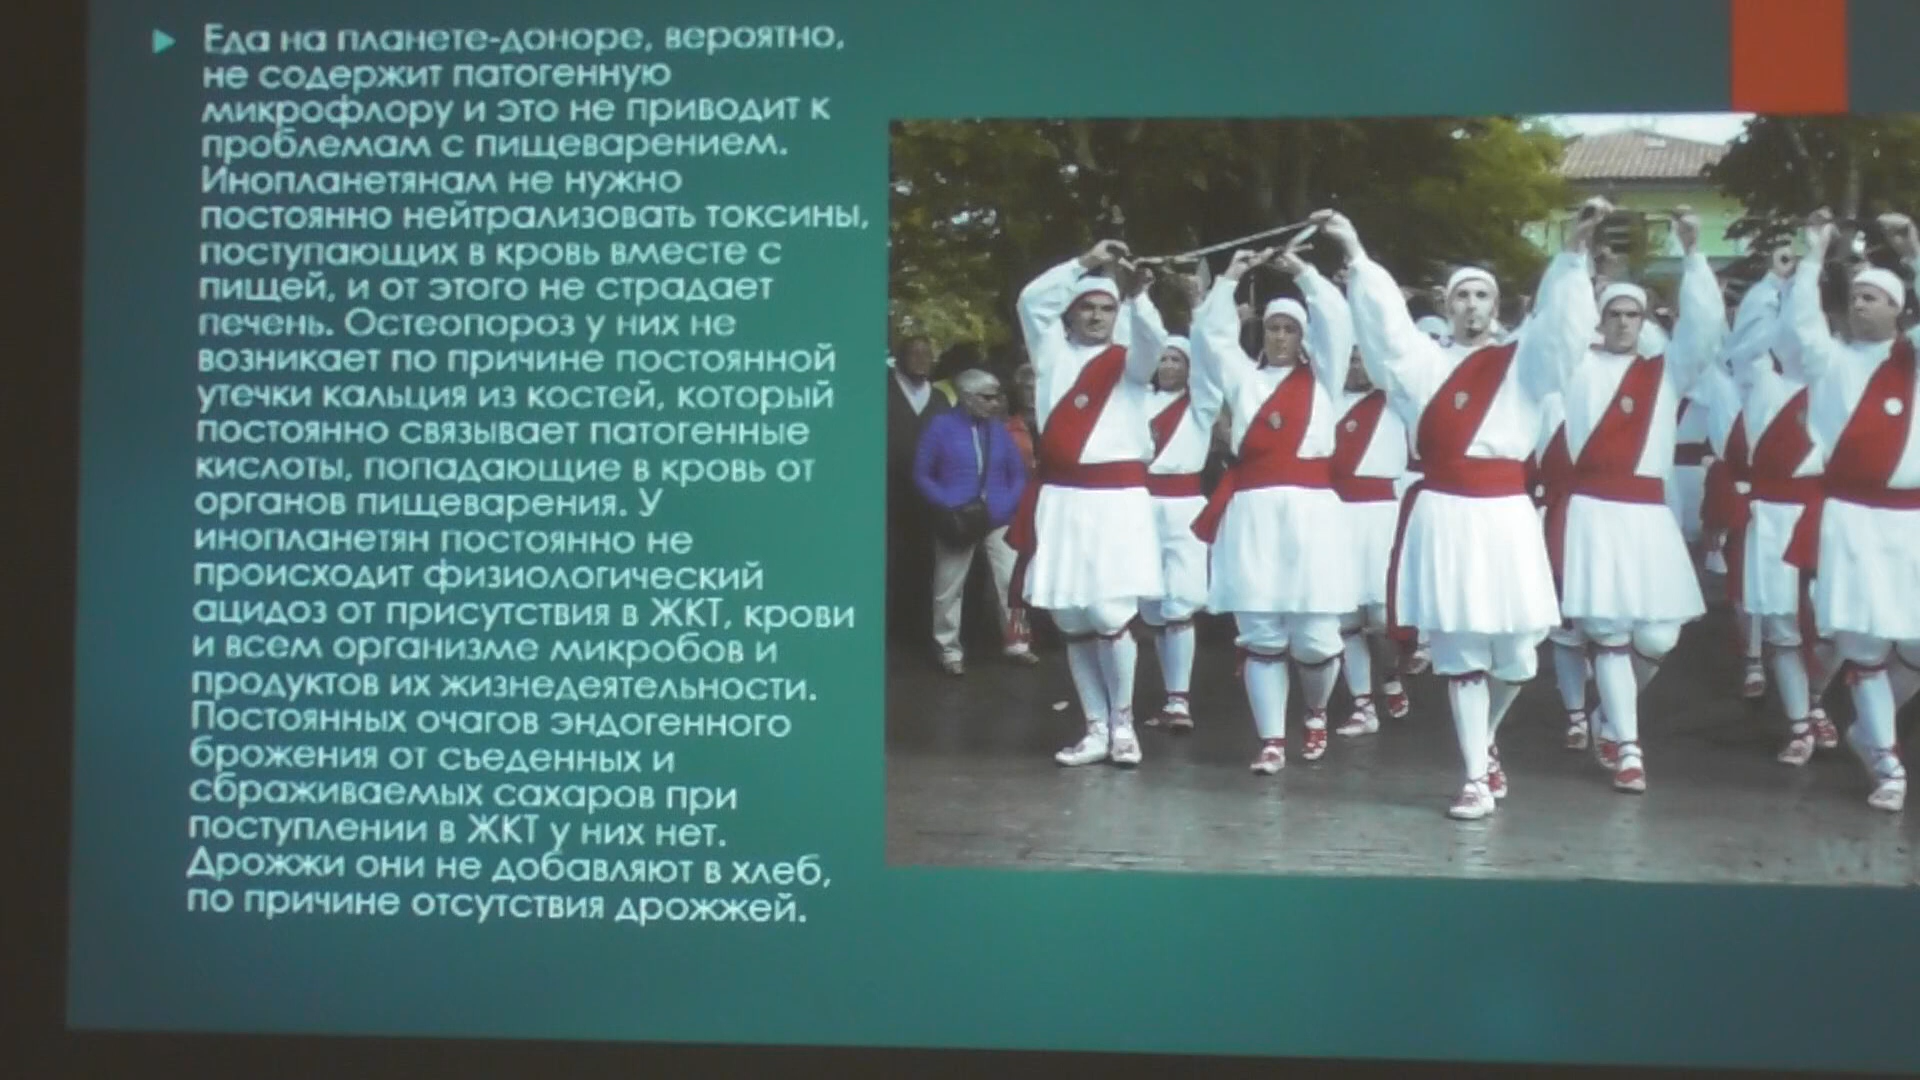 Еда на планете-доноре, вероятно,
не содержит патогенную
микрофлору и это не приводит к
проблемам с пищеварением.
Инопланетянам не нужно
постоянно нейтрализовать токсины,
поступающих в кровь вместе с
пищей, и от этого не страдает
печень. Остеопороз у них не
возникает по причине постоянной
утечки кальция из костей, который
постоянно связывает патогенные
кислоты, попадающие в кровь от
органов пищеварения. У
инопланетян постоянно не
происходит физиологический
ацидоз от присутствия в ЖКТ, крови
и всем организме микробов и
продуктов их жизнедеятельности.
Постоянных очагов эндогенного
брожения от съеденных и
сбраживаемых сахаров при
поступлении в ЖКТ у них нет.
Дрожжи они не добавляют в хлеб,
по причине отсутствия дрожжей.